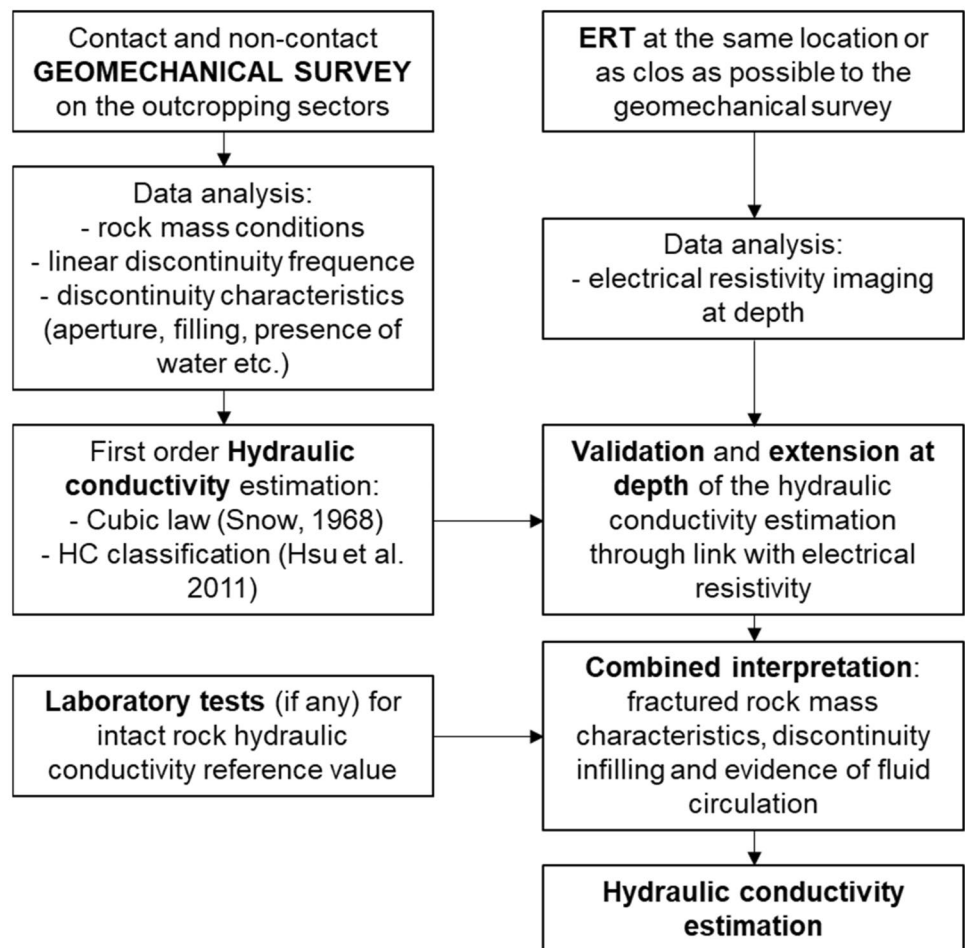 Contact and non-contact
GEOMECHANICAL SURVEY
on the outcropping sectors
ERT at the same location or
as clos as possible to the
geomechanical survey
Data analysis:
- rock mass conditions
- linear discontinuity frequence
- discontinuity characteristics
(aperture, filling, presence of
water etc.)
Data analysis:
- electrical resistivity imaging
at depth
First order Hydraulic
conductivity estimation:
- Cubic law (Snow, 1968)
- HC classification (Hsu et al.
2011)
Validation and extension at
depth of the hydraulic
conductivity estimation
through link with electrical
resistivity
Laboratory tests (if any) for
intact rock hydraulic
conductivity reference value
Combined interpretation:
fractured rock mass
characteristics, discontinuity
infilling and evidence of fluid
circulation
Hydraulic conductivity
estimation